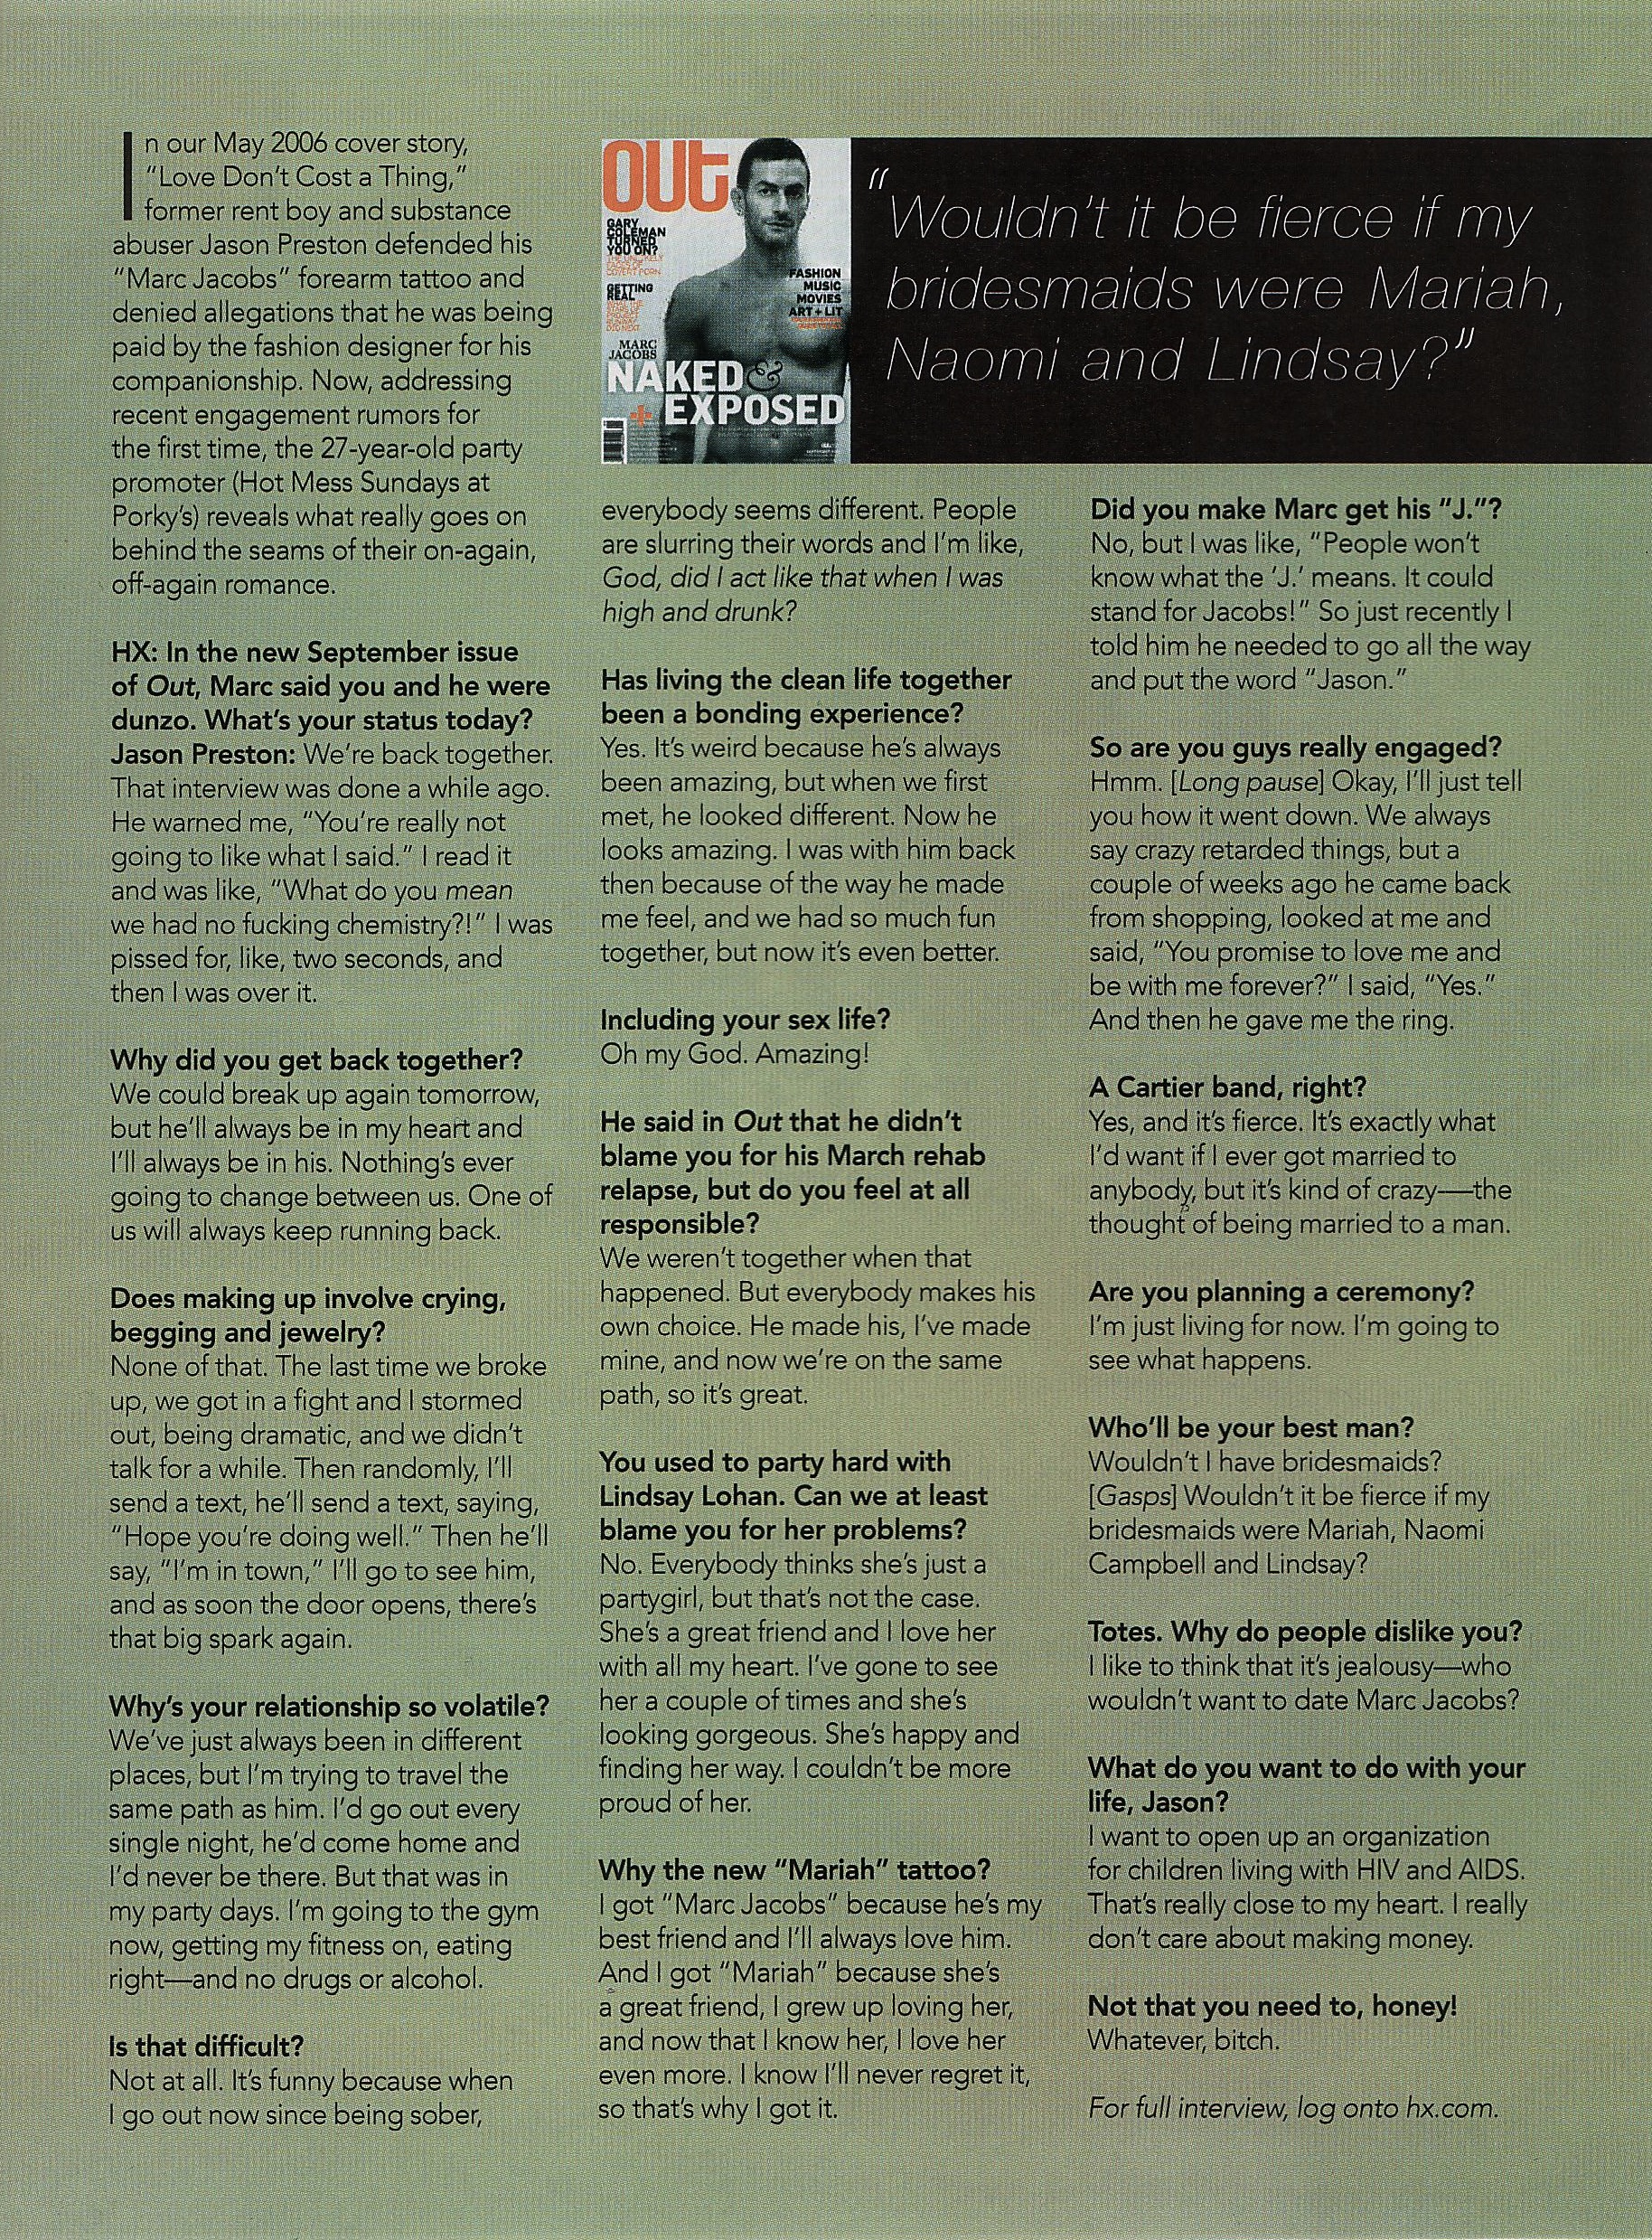 In our May 2006 cover story,
"Love Don't Cost a Thing,"
former rent boy and substance
abuser Jason Preston defended his
"Marc Jacobs" forearm tattoo and
denied allegations that he was being
paid by the fashion designer for his
companionship. Now, addressing
recent engagement rumors for
the first time, the 27-year-old party
promoter (Hot Mess Sundays at
Porky's) reveals what really goes on
behind the seams of their on-again,
off-again romance.
HX: In the new September issue
of Out, Marc said you and he were
dunzo. What's your status today?
Jason Preston: We're back together.
That interview was done a while ago.
He warned me, "You're really not
going to like what I said." I read it
and was like, "What do you mean
we had no fucking chemistry?!" I was
pissed for, like, two seconds, and
then I was over it.
Why did you get back together?
We could break up again tomorrow,
but he'll always be in my heart and
I'll always be in his. Nothing's ever
going to change between us. One of
us will always keep running back.
Does making up involve crying,
begging and jewelry?
None of that. The last time we broke
up, we got in a fight and I stormed
out, being dramatic, and we didn't
talk for a while. Then randomly, I'll
send a text, he'll send a text, saying,
"Hope you're doing well." Then he'll
say, "I'm in town," I'll go to see him,
and as soon the door opens, there's
that big spark again.
Why's your relationship so volatile?
We've just always been in different
places, but I'm trying to travel the
same path as him. I'd go out every
single night, he'd come home and
I'd never be there. But that was in
my party days. I'm going to the gym
now, getting my fitness on, eating
right—and no drugs or alcohol.
Is that difficult?
Not at all. It's funny because when
I go out now since being sober,
OUT
GARY
COLEMAN
TURNED
YOU ON?
COVERT PORN
GETTING
REAL
MARC
JACOBS
NAKED &
+ EXPOSED
FASHION
MUSIC
MOVIES
ART + LIT
"Wouldn't it be fierce if my
bridesmaids were Mariah,
Naomi and Lindsay?"
everybody seems different. People
are slurring their words and I'm like,
God, did I act like that when I was
high and drunk?
Has living the clean life together
been a bonding experience?
Yes. It's weird because he's always
been amazing, but when we first
met, he looked different. Now he
looks amazing. I was with him back
then because of the way he made
me feel, and we had so much fun
together, but now it's even better.
Including your sex life?
Oh my God. Amazing!
He said in Out that he didn't
blame you for his March rehab
relapse, but do you feel at all
responsible?
We weren't together when that
happened. But everybody makes his
own choice. He made his, I've made
mine, and now we're on the same
path, so it's great.
You used to party hard with
Lindsay Lohan. Can we at least
blame you for her problems?
No. Everybody thinks she's just a
partygirl, but that's not the case.
She's a great friend and I love her
with all my heart. I've gone to see
her a couple of times and she's
looking gorgeous. She's happy and
finding her way. I couldn't be more
proud of her.
Why the new "Mariah" tattoo?
I got "Marc Jacobs" because he's my
best friend and I'll always love him.
And I got "Mariah" because she's
a great friend, I grew up loving her,
and now that I know her, I love her
even more. I know I'll never regret it,
so that's why I got it.
Did you make Marc get his "J."?
No, but I was like, "People won't
know what the 'J.' means. It could
stand for Jacobs!" So just recently I
told him he needed to go all the way
and put the word "Jason."
So are you guys really engaged?
Hmm. [Long pause] Okay, I'll just tell
you how it went down. We always
say crazy retarded things, but a
couple of weeks ago he came back
from shopping, looked at me and
said, "You promise to love me and
be with me forever?" I said, "Yes."
And then he gave me the ring.
A Cartier band, right?
Yes, and it's fierce. It's exactly what
I'd want if I ever got married to
anybody, but it's kind of crazy—the
thought of being married to a man.
Are you planning a ceremony?
I'm just living for now. I'm going to
see what happens.
Who'll be your best man?
Wouldn't I have bridesmaids?
[Gasps] Wouldn't it be fierce if my
bridesmaids were Mariah, Naomi
Campbell and Lindsay?
Totes. Why do people dislike you?
I like to think that it's jealousy—who
wouldn't want to date Marc Jacobs?
What do you want to do with your
life, Jason?
I want to open up an organization
for children living with HIV and AIDS.
That's really close to my heart. I really
don't care about making money.
Not that you need to, honey!
Whatever, bitch.
For full interview, log onto hx.com.